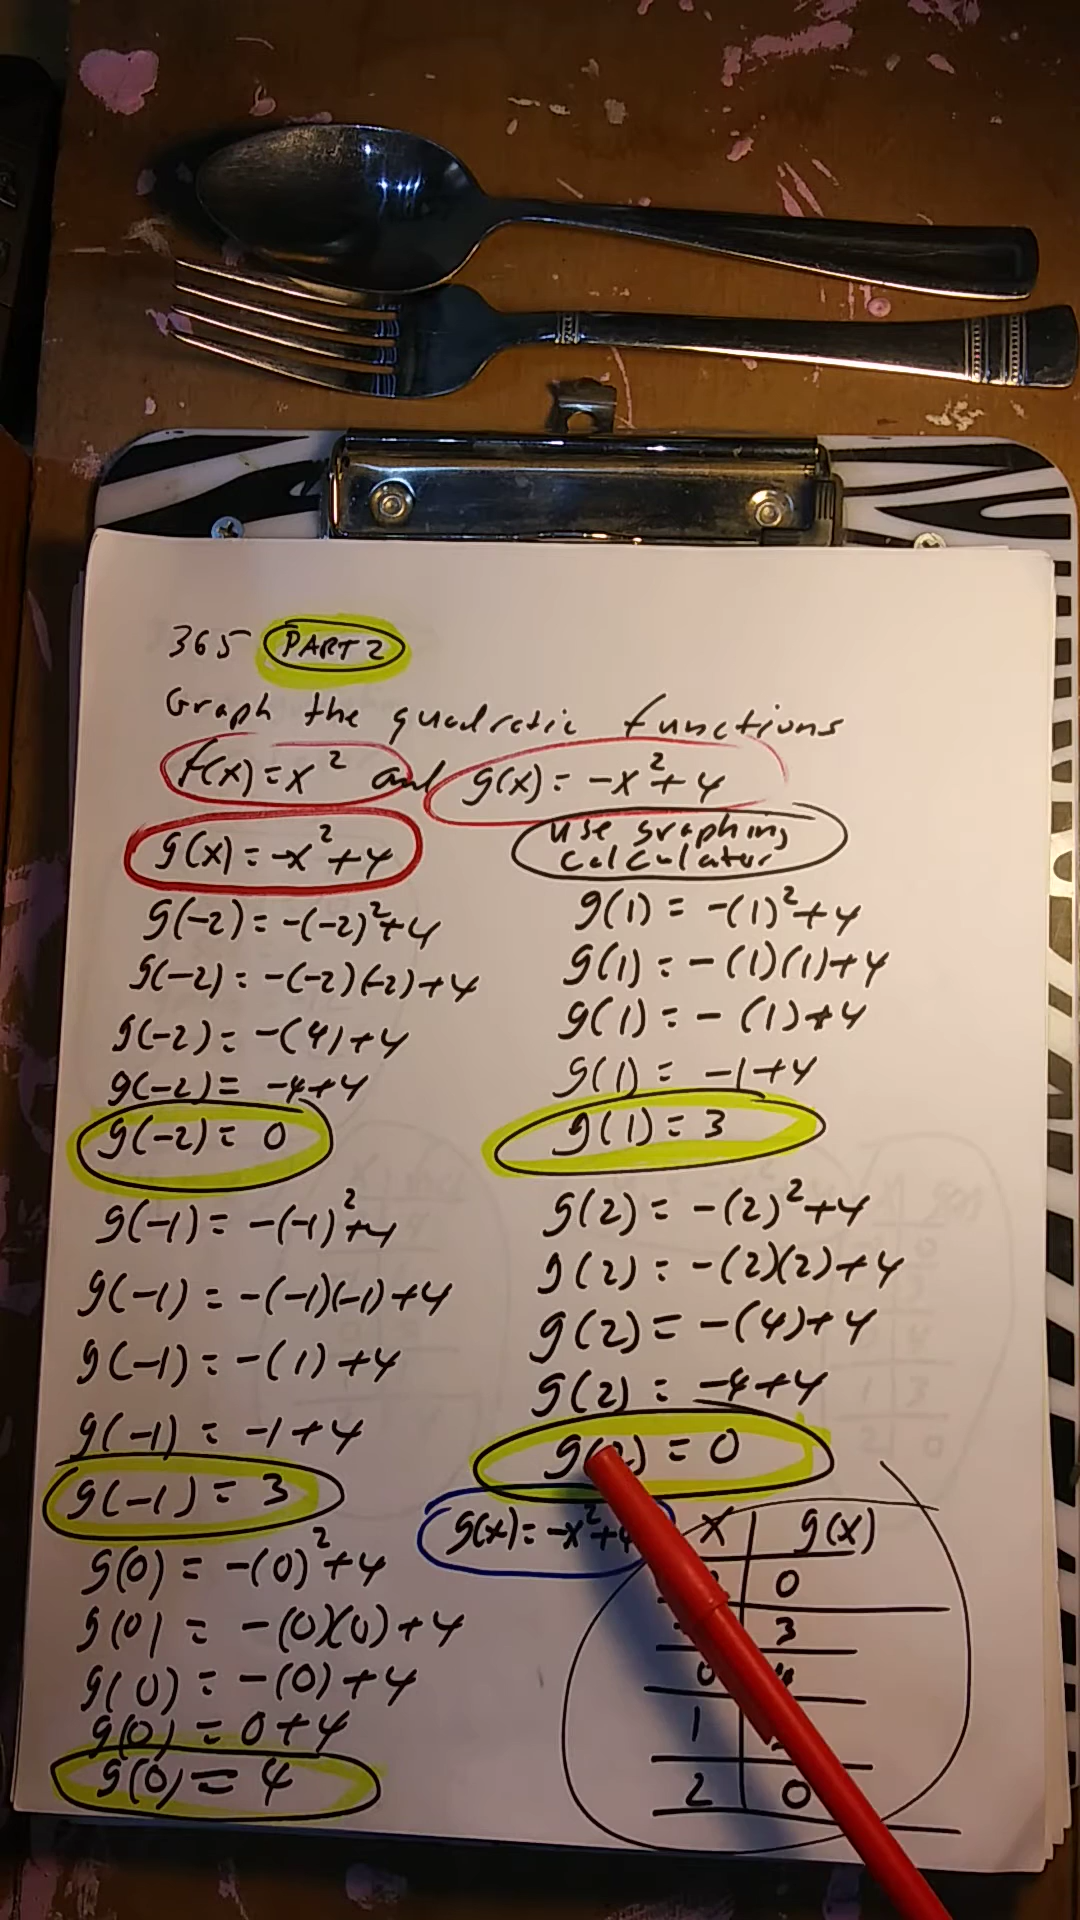 365 PART 2
Graph the quadratic functions
f(x) = x² and g(x) = -x²+4
g(x) = -x²+4
g(-2) = -(-2)²+4
g(-2) = -(-2)(-2)+4
g(-2) = -(4)+4
g(-2) = -4+4
g(-2) = 0
g(-1) = -(-1)²+4
g(-1) = -(-1)(-1)+4
g(-1) = -(1)+4
g(-1) = -1+4
g(-1) = 3
g(0) = -(0)²+4
g(0) = -(0)(0)+4
g(0) = -(0)+4
g(0) = 0+4
g(0) = 4
use graphing
calculator
g(1) = -(1)²+4
g(1) = -(1)(1)+4
g(1) = -(1)+4
g(1) = -1+4
g(1) = 3
g(2) = -(2)²+4
g(2) = -(2)(2)+4
g(2) = -(4)+4
g(2) = -4+4
g(2) = 0
g(x) = -x²+4
x g(x)
0
3
0
1
2 0